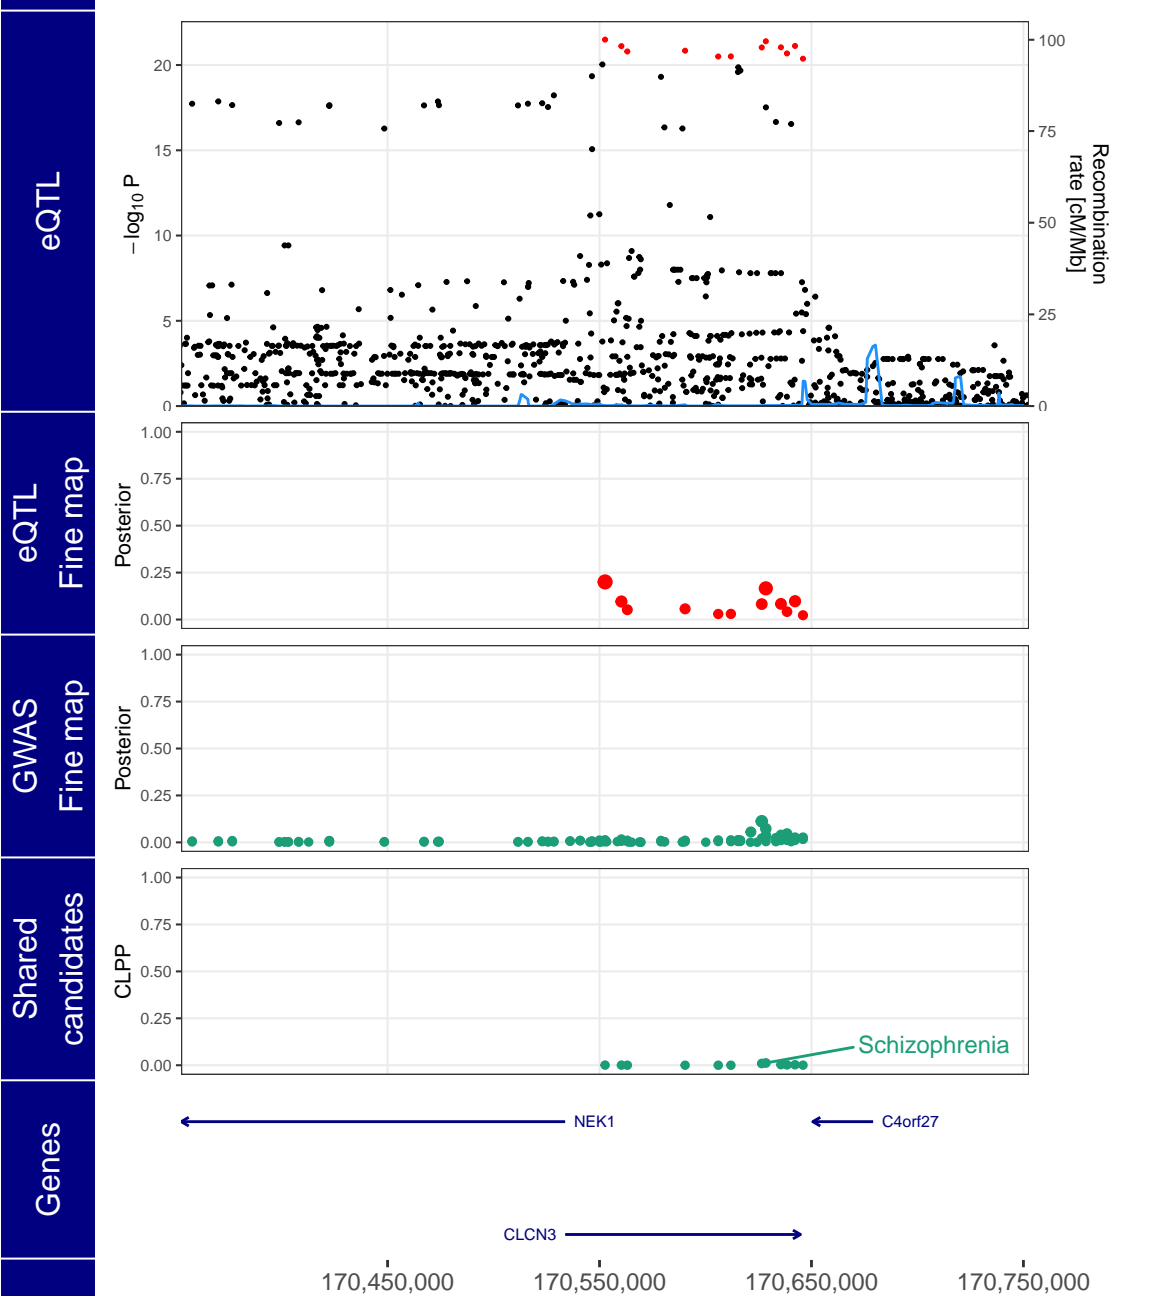 eQTL
−log10 P
20
15
10
5
0
100
75
50
25
0
Recombination
rate [cM/Mb]
eQTL
Fine map
Posterior
1.00
0.75
0.50
0.25
0.00
GWAS
Fine map
Posterior
1.00
0.75
0.50
0.25
0.00
Shared
candidates
CLPP
1.00
0.75
0.50
0.25
0.00
Schizophrenia
Genes
NEK1
C4orf27
CLCN3
170,450,000
170,550,000
170,650,000
170,750,000